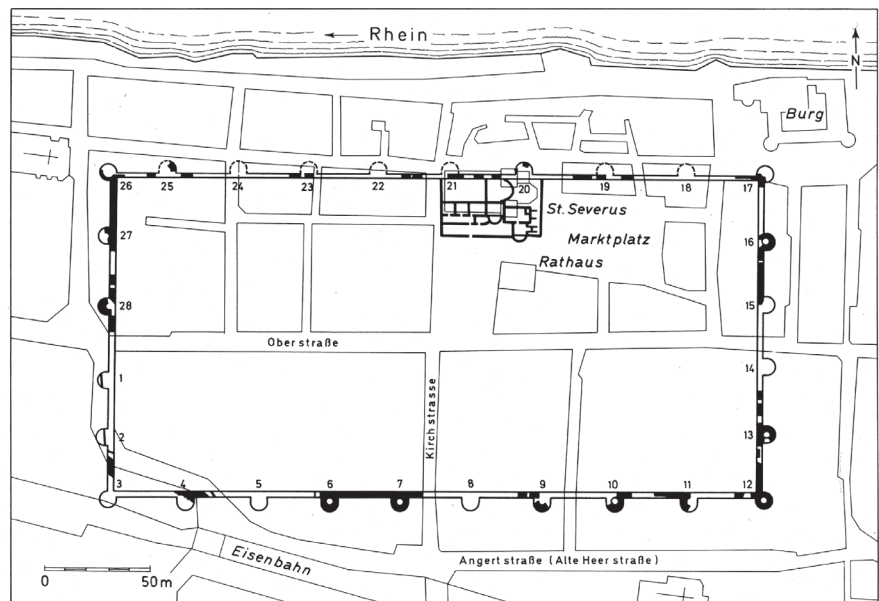 ← Rhein
N
Burg
26 25 24 23 22 21 20 19 18 17
St. Severus
27
Marktplatz
16
Rathaus
28
15
Oberstraße
14
1
Kirchstrasse
2
13
3 4 5 6 7 8 9 10 11 12
Eisenbahn
Angertstraße (Alte Heerstraße)
0 50m